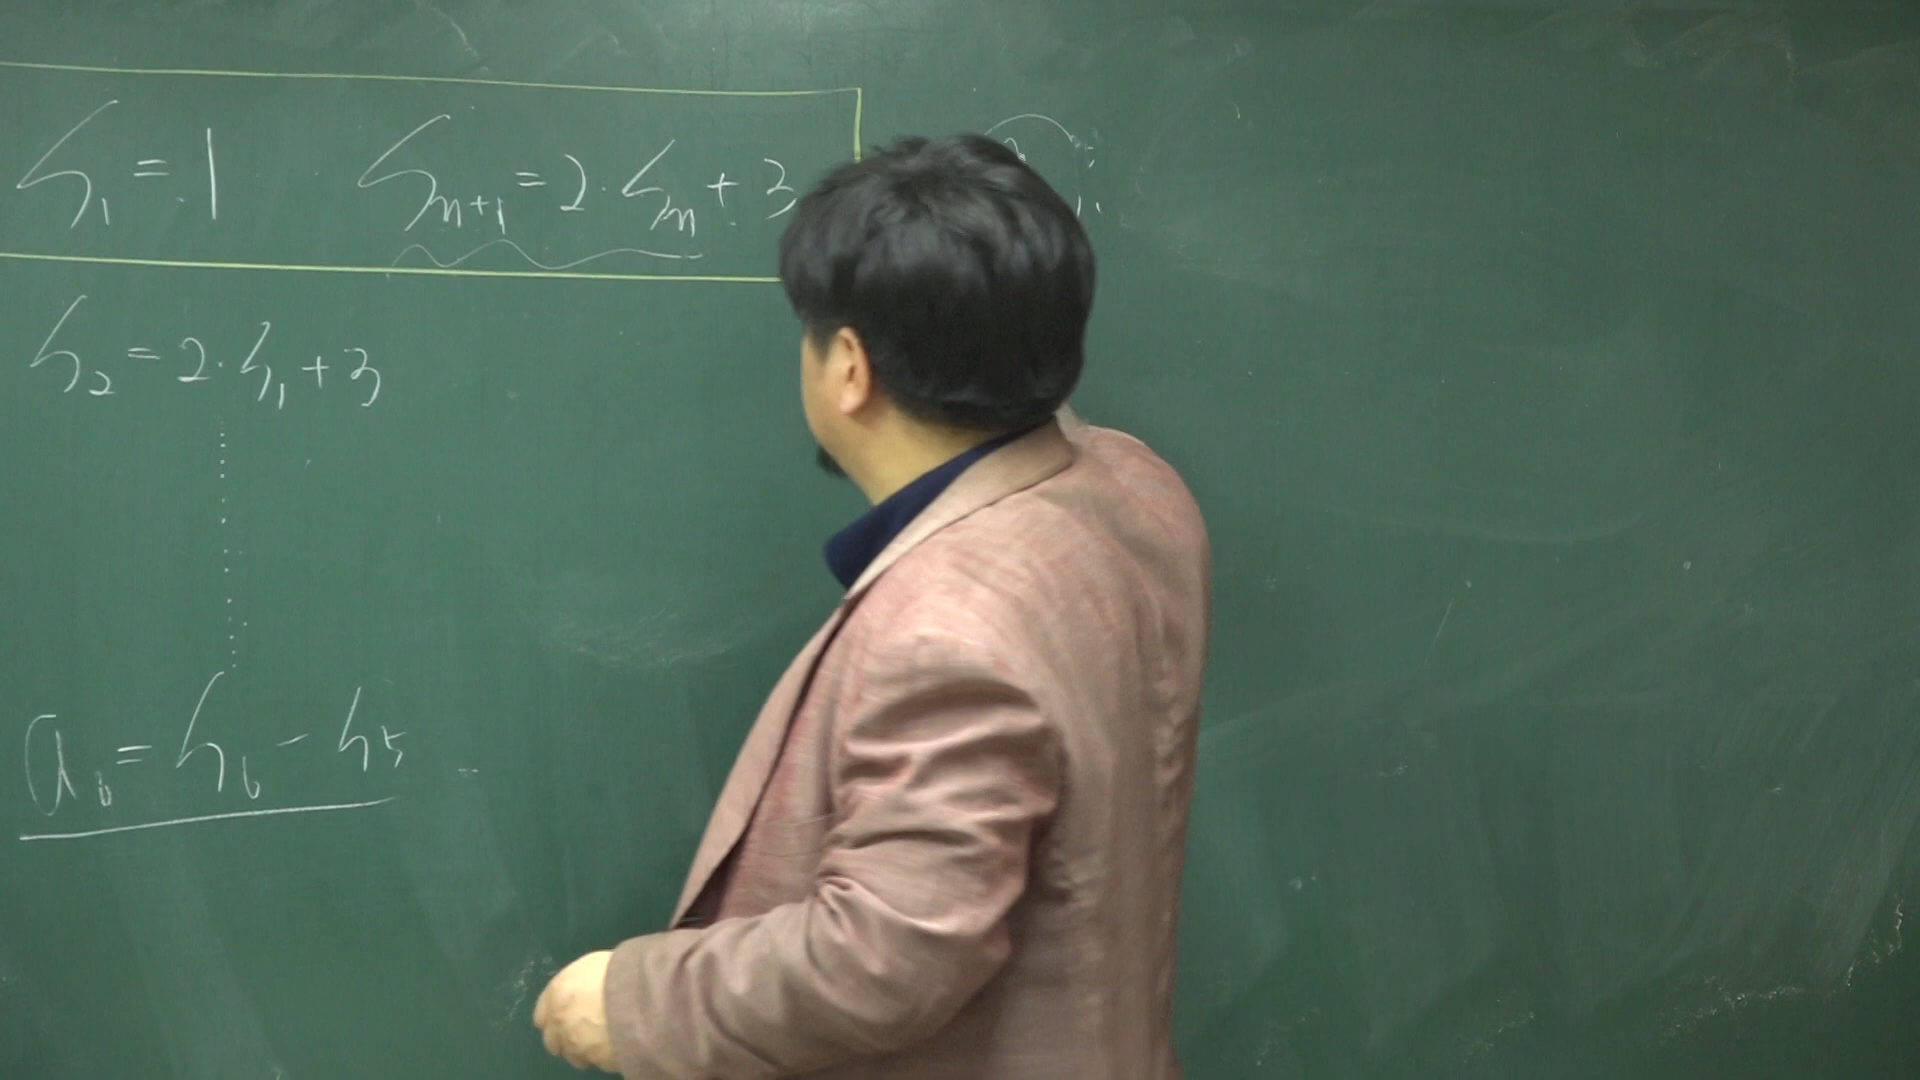 S₁ = 1 Sₙ₊₁ = 2·Sₙ + 3
S₂ = 2·S₁ + 3
a₆ = S₆ − S₅